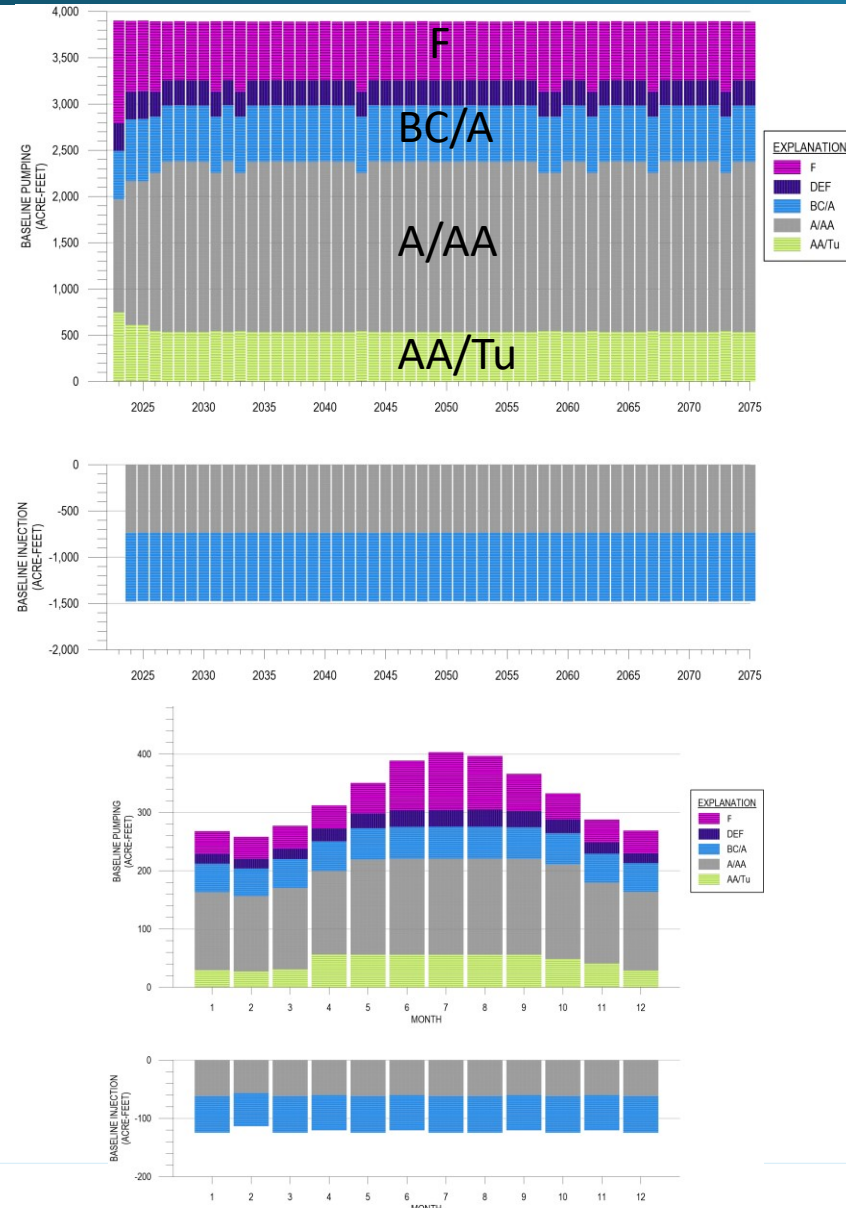 4,000
3,500
3,000
2,500
2,000
1,500
1,000
500
0
BASELINE PUMPING
(ACRE-FEET)
F
BC/A
A/AA
AA/Tu
2025 2030 2035 2040 2045 2050 2055 2060 2065 2070 2075
EXPLANATION
F
DEF
BC/A
A/AA
AA/Tu
0
-500
-1,000
-1,500
-2,000
BASELINE INJECTION
(ACRE-FEET)
2025 2030 2035 2040 2045 2050 2055 2060 2065 2070 2075
400
300
200
100
0
BASELINE PUMPING
(ACRE-FEET)
1 2 3 4 5 6 7 8 9 10 11 12
MONTH
EXPLANATION
F
DEF
BC/A
A/AA
AA/Tu
0
-100
-200
BASELINE INJECTION
(ACRE-FEET)
1 2 3 4 5 6 7 8 9 10 11 12
MONTH